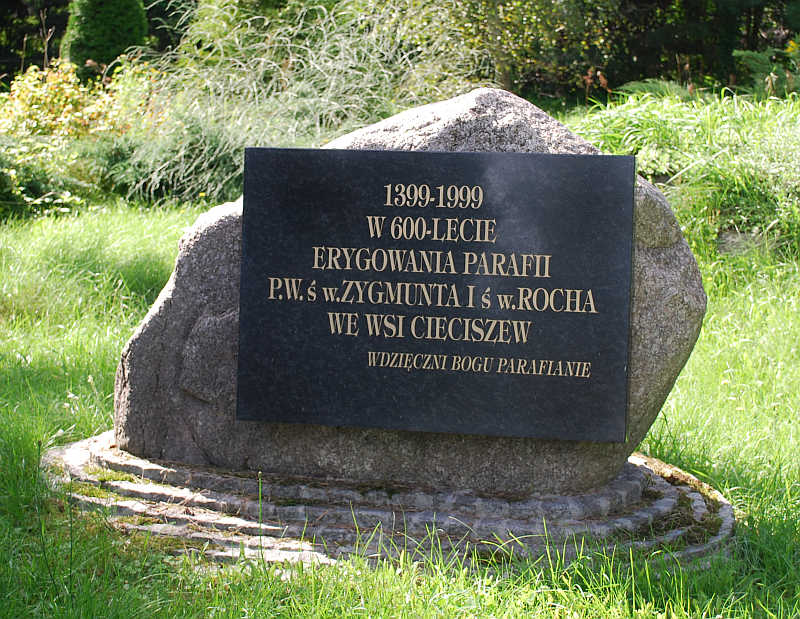 1399-1999
W 600-LECIE
ERYGOWANIA PARAFII
P.W. ś w.ZYGMUNTA I ś w.ROCHA
WE WSI CIECISZEW
WDZIĘCZNI BOGU PARAFIANIE